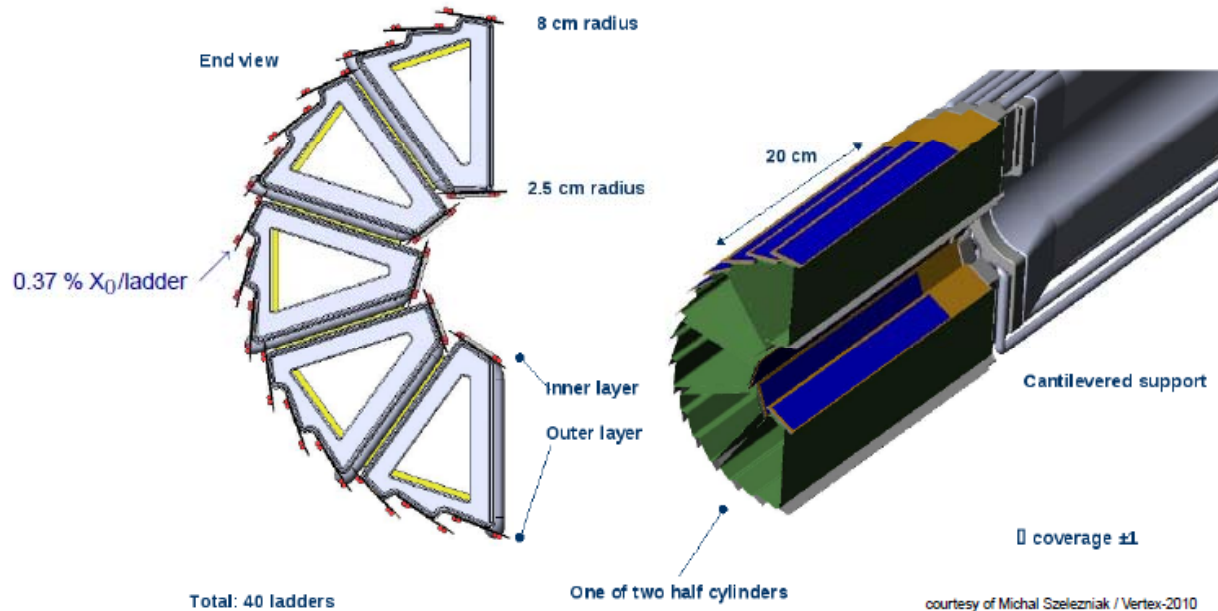 8 cm radius
End view
20 cm
2.5 cm radius
0.37 % X0/ladder
Inner layer
Cantilevered support
Outer layer
▯ coverage ±1
One of two half cylinders
Total: 40 ladders
courtesy of Michal Szelezniak / Vertex-2010